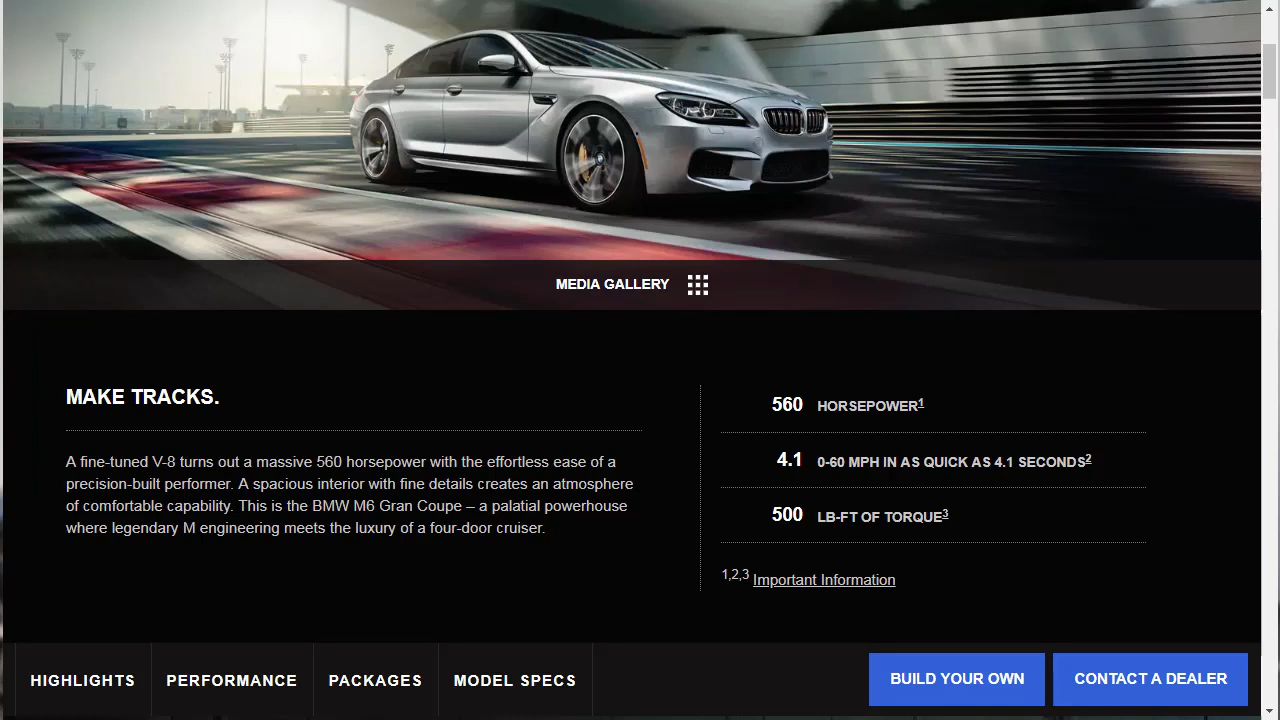 MEDIA GALLERY
MAKE TRACKS.
A fine-tuned V-8 turns out a massive 560 horsepower with the effortless ease of a
precision-built performer. A spacious interior with fine details creates an atmosphere
of comfortable capability. This is the BMW M6 Gran Coupe – a palatial powerhouse
where legendary M engineering meets the luxury of a four-door cruiser.
560 HORSEPOWER1
4.1 0-60 MPH IN AS QUICK AS 4.1 SECONDS2
500 LB-FT OF TORQUE3
1,2,3 Important Information
HIGHLIGHTS PERFORMANCE PACKAGES MODEL SPECS BUILD YOUR OWN CONTACT A DEALER